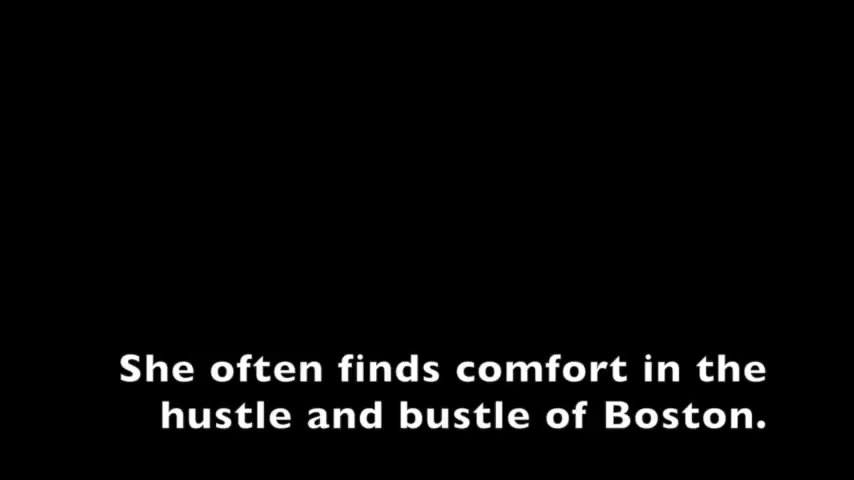 She often finds comfort in the
hustle and bustle of Boston.